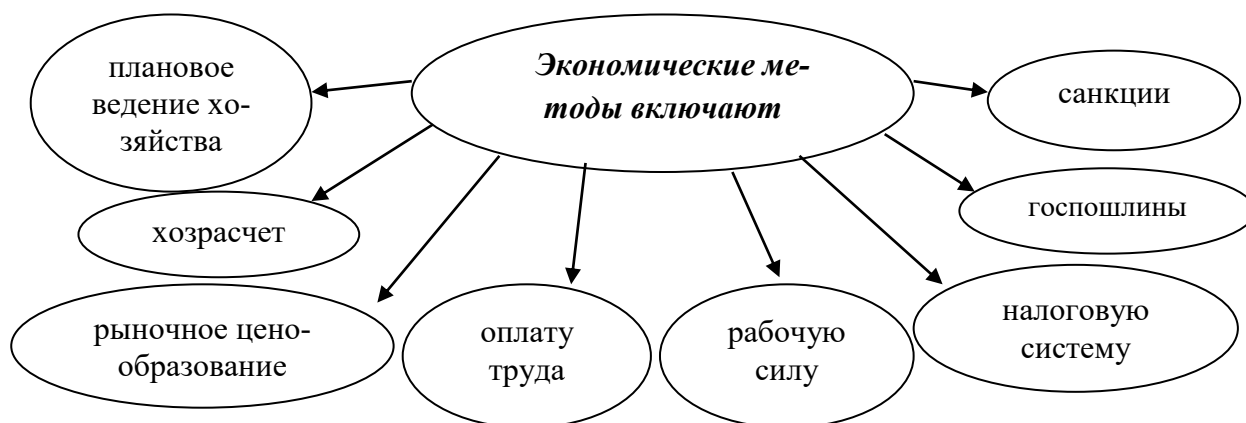 Экономические ме-
тоды включают
плановое
ведение хо-
зяйства
хозрасчет
рыночное цено-
образование
оплату
труда
рабочую
силу
налоговую
систему
госпошлины
санкции